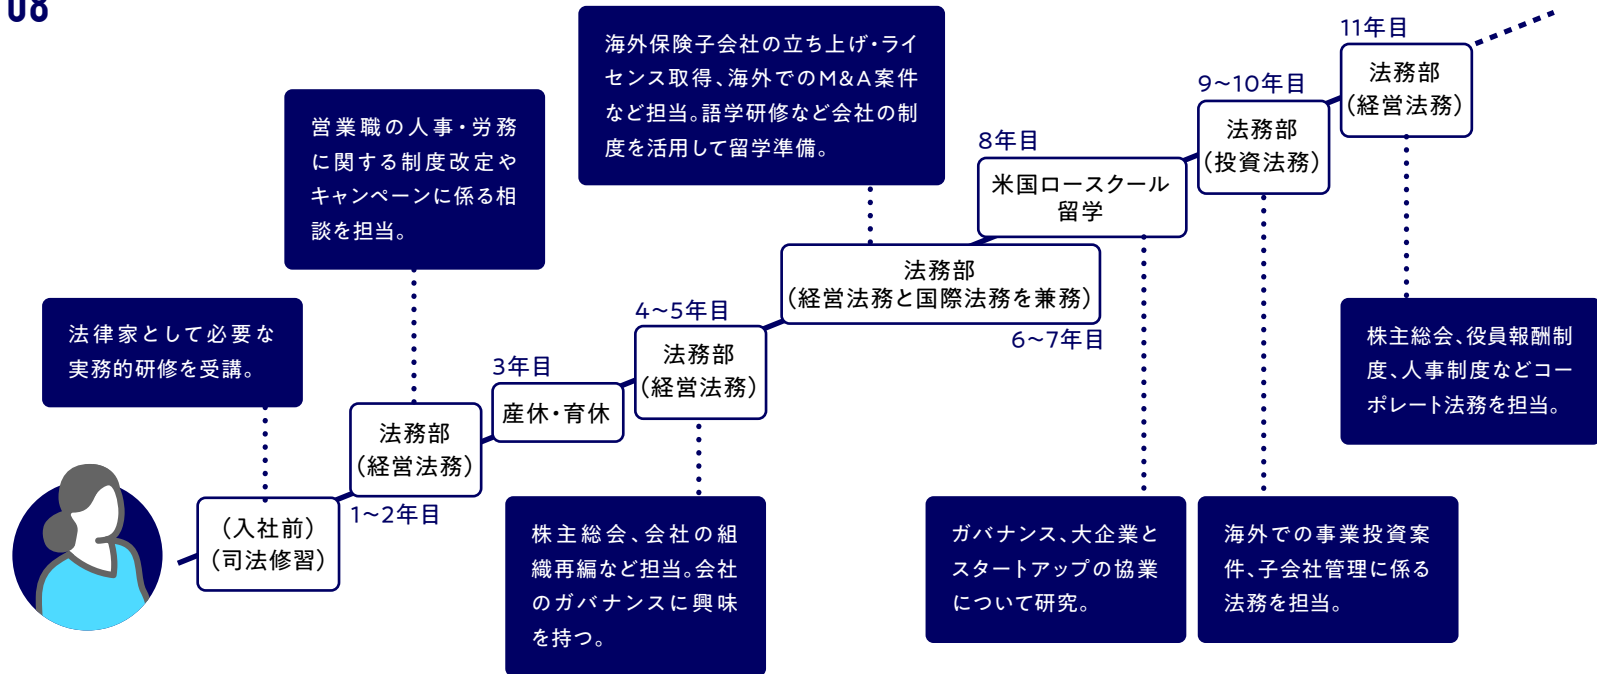 08
(入社前)
(司法修習)
法律家として必要な
実務的研修を受講。
1~2年目
法務部
(経営法務)
営業職の人事・労務
に関する制度改定や
キャンペーンに係る相
談を担当。
3年目
産休・育休
4~5年目
法務部
(経営法務)
株主総会、会社の組
織再編など担当。会社
のガバナンスに興味
を持つ。
6~7年目
法務部
(経営法務と国際法務を兼務)
海外保険子会社の立ち上げ・ライ
センス取得、海外でのM&A案件
など担当。語学研修など会社の制
度を活用して留学準備。
8年目
米国ロースクール
留学
ガバナンス、大企業と
スタートアップの協業
について研究。
9~10年目
法務部
(投資法務)
海外での事業投資案
件、子会社管理に係る
法務を担当。
11年目
法務部
(経営法務)
株主総会、役員報酬制
度、人事制度などコー
ポレート法務を担当。